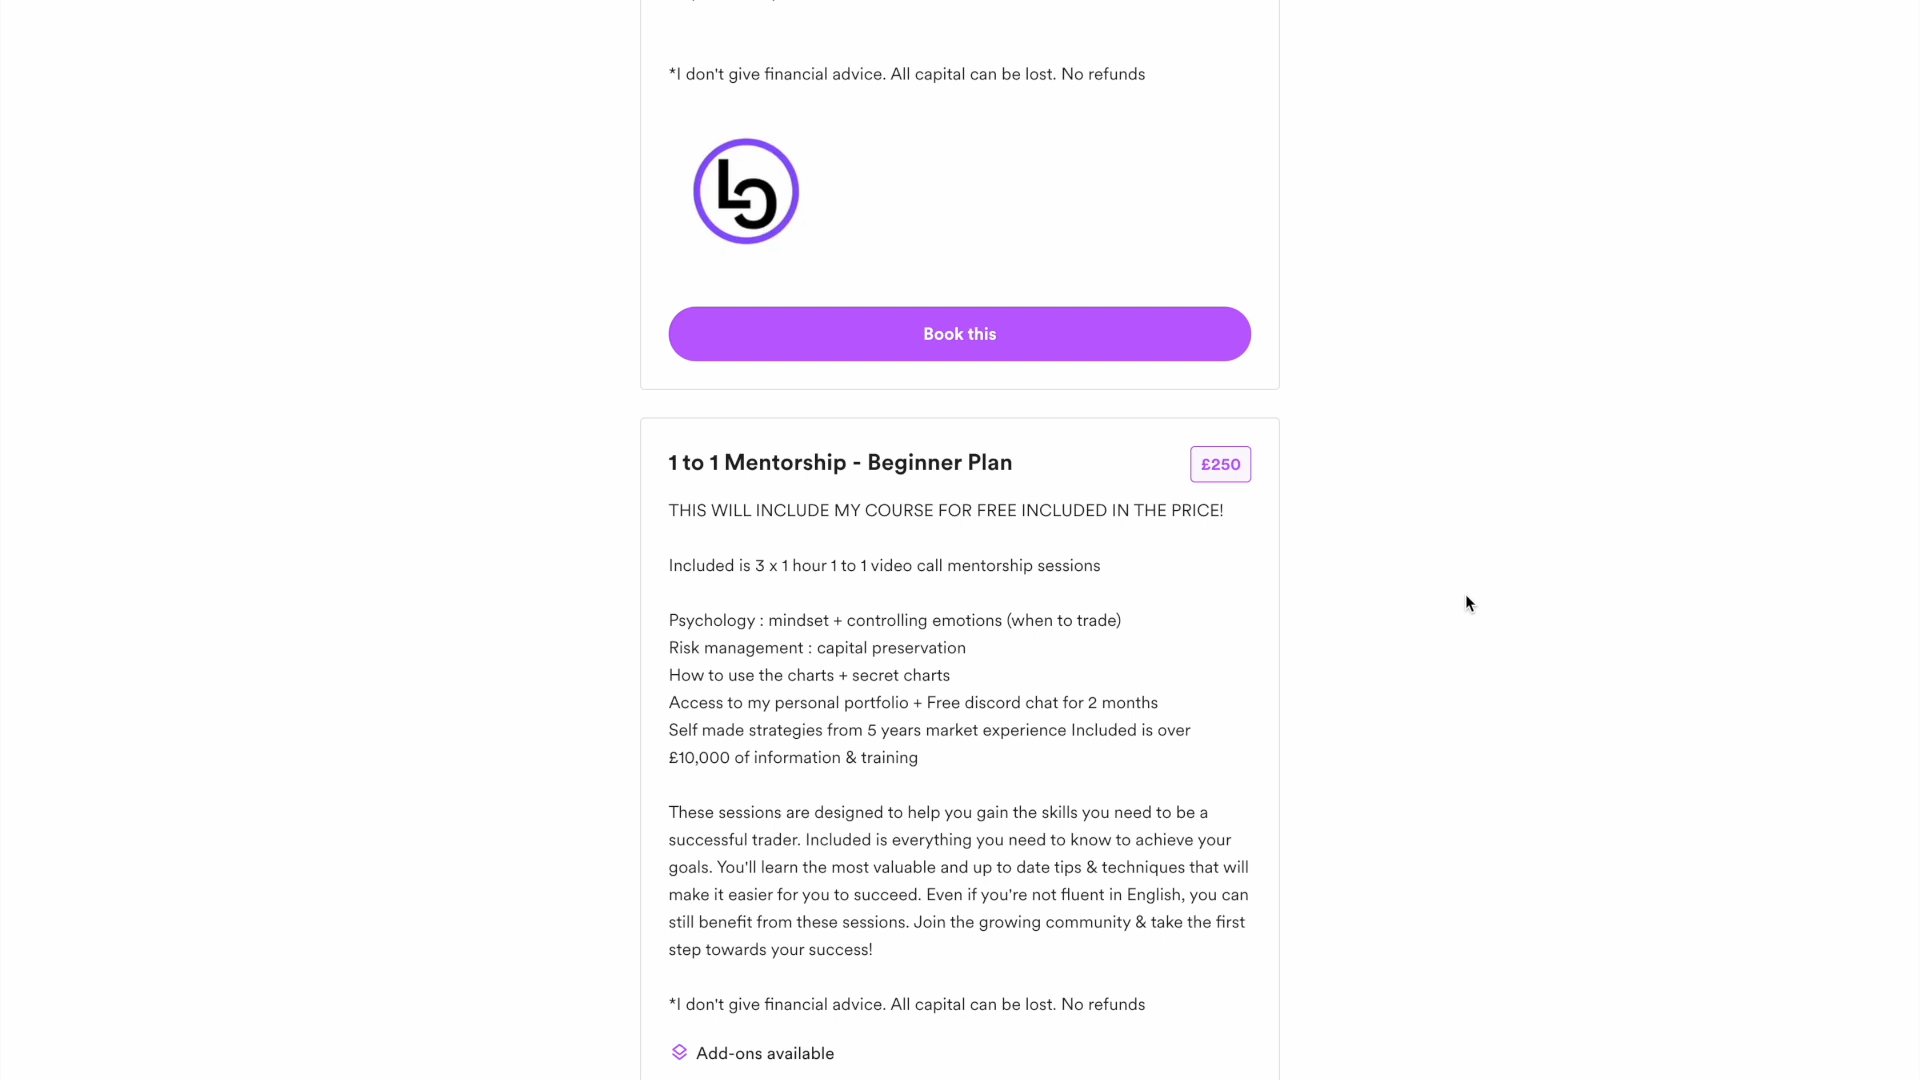 *I don't give financial advice. All capital can be lost. No refunds
Book this
1 to 1 Mentorship - Beginner Plan
£250
THIS WILL INCLUDE MY COURSE FOR FREE INCLUDED IN THE PRICE!
Included is 3 x 1 hour 1 to 1 video call mentorship sessions
Psychology : mindset + controlling emotions (when to trade)
Risk management : capital preservation
How to use the charts + secret charts
Access to my personal portfolio + Free discord chat for 2 months
Self made strategies from 5 years market experience Included is over
£10,000 of information & training
These sessions are designed to help you gain the skills you need to be a
successful trader. Included is everything you need to know to achieve your
goals. You'll learn the most valuable and up to date tips & techniques that will
make it easier for you to succeed. Even if you're not fluent in English, you can
still benefit from these sessions. Join the growing community & take the first
step towards your success!
*I don't give financial advice. All capital can be lost. No refunds
Add-ons available